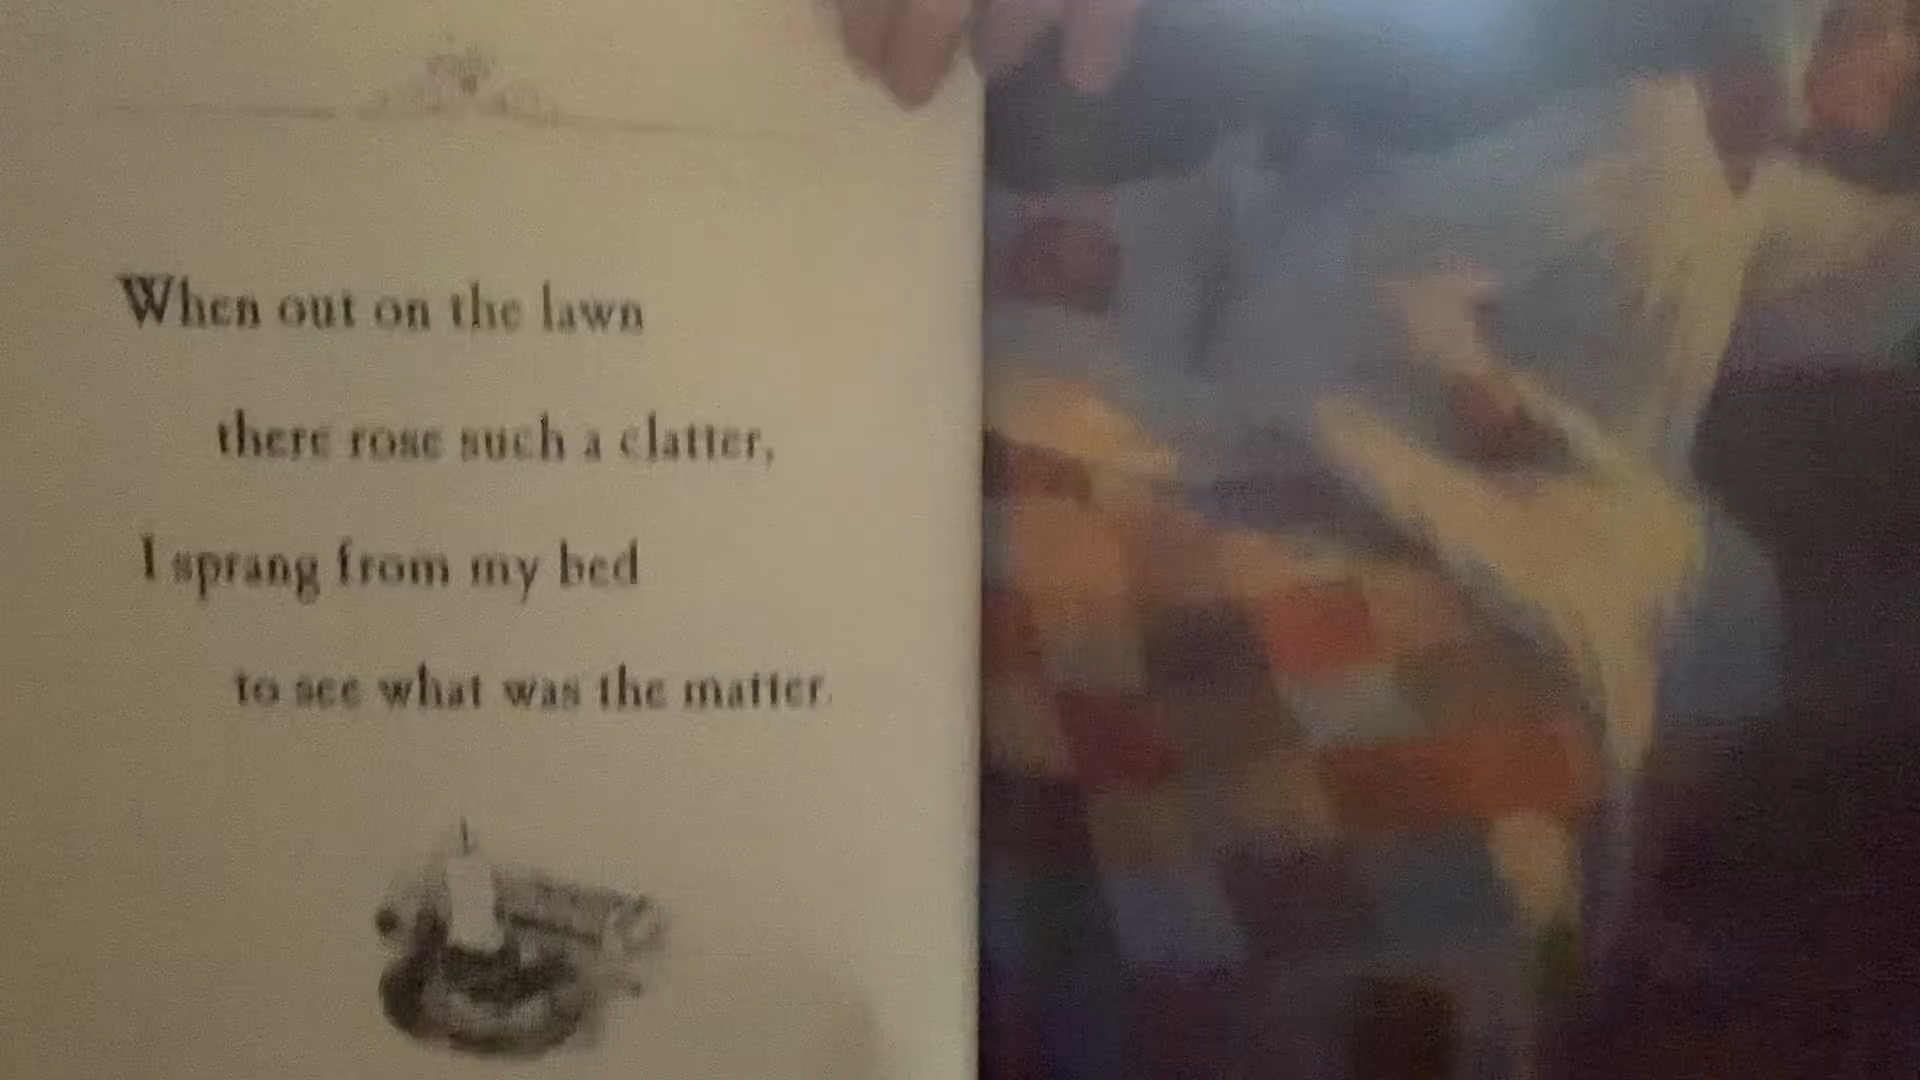 When out on the lawn
there rose such a clatter,
I sprang from my bed
to see what was the matter.